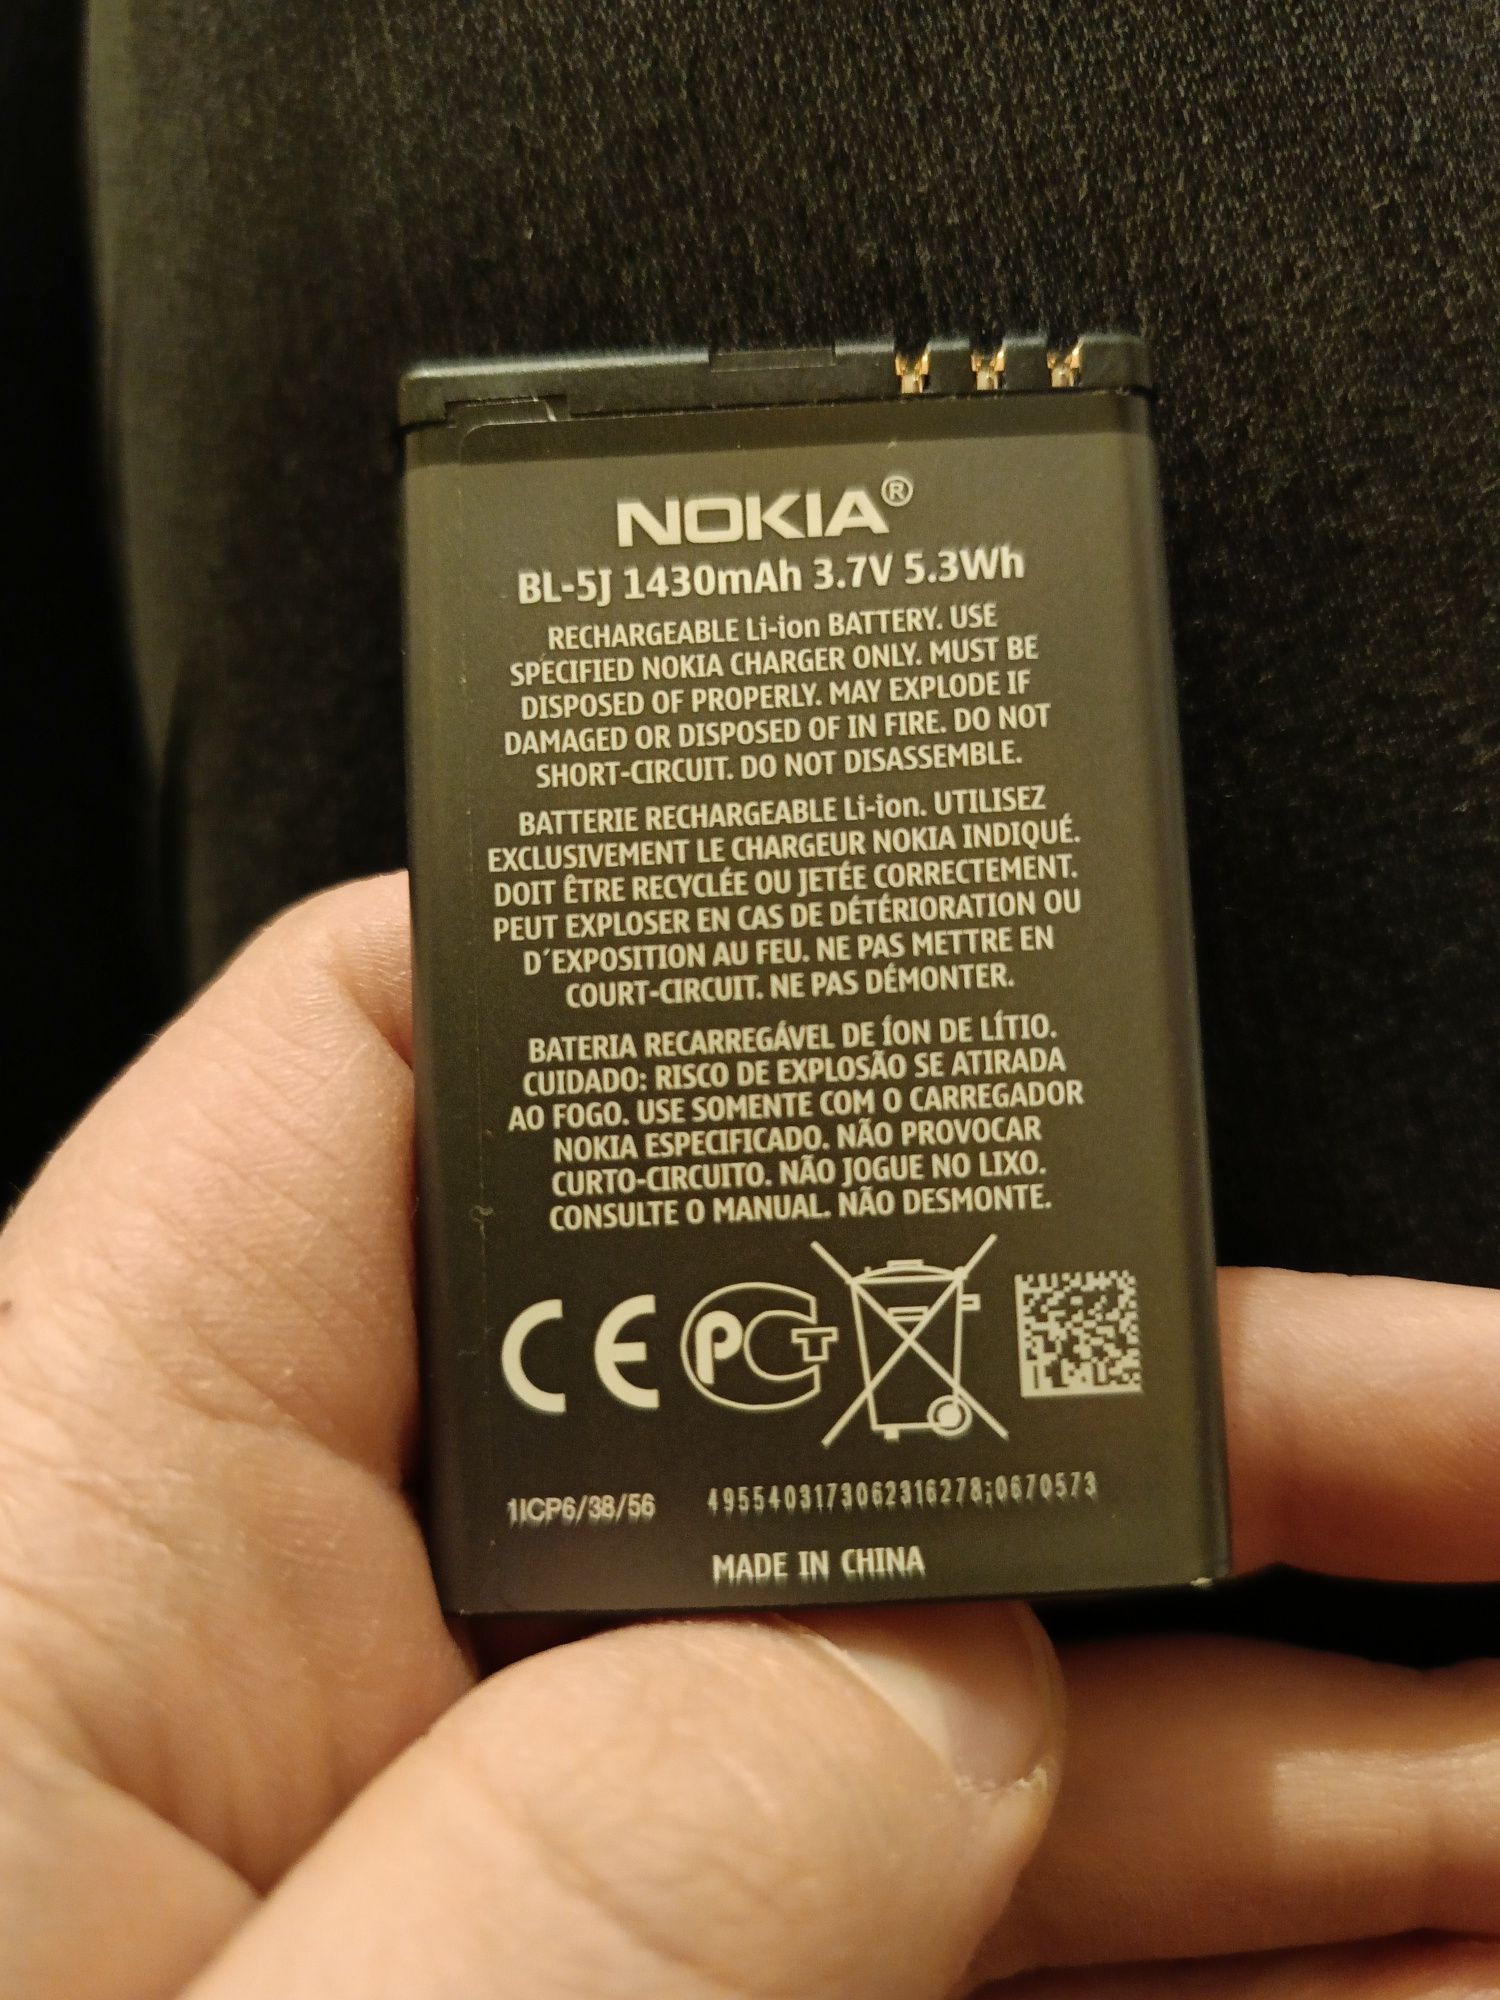 NOKIA®
BL-5J 1430mAh 3.7V 5.3Wh
RECHARGEABLE Li-ion BATTERY. USE
SPECIFIED NOKIA CHARGER ONLY. MUST BE
DISPOSED OF PROPERLY. MAY EXPLODE IF
DAMAGED OR DISPOSED OF IN FIRE. DO NOT
SHORT-CIRCUIT. DO NOT DISASSEMBLE.
BATTERIE RECHARGEABLE Li-ion. UTILISEZ
EXCLUSIVEMENT LE CHARGEUR NOKIA INDIQUÉ.
DOIT ÊTRE RECYCLÉE OU JETÉE CORRECTEMENT.
PEUT EXPLOSER EN CAS DE DÉTÉRIORATION OU
D´EXPOSITION AU FEU. NE PAS METTRE EN
COURT-CIRCUIT. NE PAS DÉMONTER.
BATERIA RECARREGÁVEL DE ÍON DE LÍTIO.
CUIDADO: RISCO DE EXPLOSÃO SE ATIRADA
AO FOGO. USE SOMENTE COM O CARREGADOR
NOKIA ESPECIFICADO. NÃO PROVOCAR
CURTO-CIRCUITO. NÃO JOGUE NO LIXO.
CONSULTE O MANUAL. NÃO DESMONTE.
CE PCT
1ICP6/38/56 4955403173062316278;0670573
MADE IN CHINA